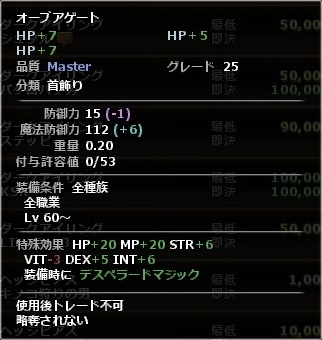 オーブアゲート
HP+7 HP+5
HP+7
品質 Master グレード 25
分類 首飾り
防御力 15 (-1)
魔法防御力 112 (+6)
重量 0.20
付与許容値 0/53
装備条件 全種族
全職業
Lv 60～
特殊効果 HP+20 MP+20 STR+6
VIT-3 DEX+5 INT+6
装備時に デスペラードマジック
使用後トレード不可
略奪されない